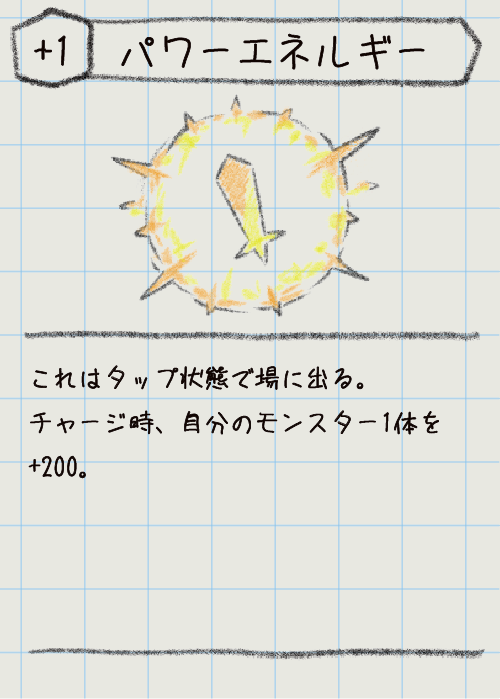 +1
パワーエネルギー
これはタップ状態で場に出る。
チャージ時、自分のモンスター1体を
+200。